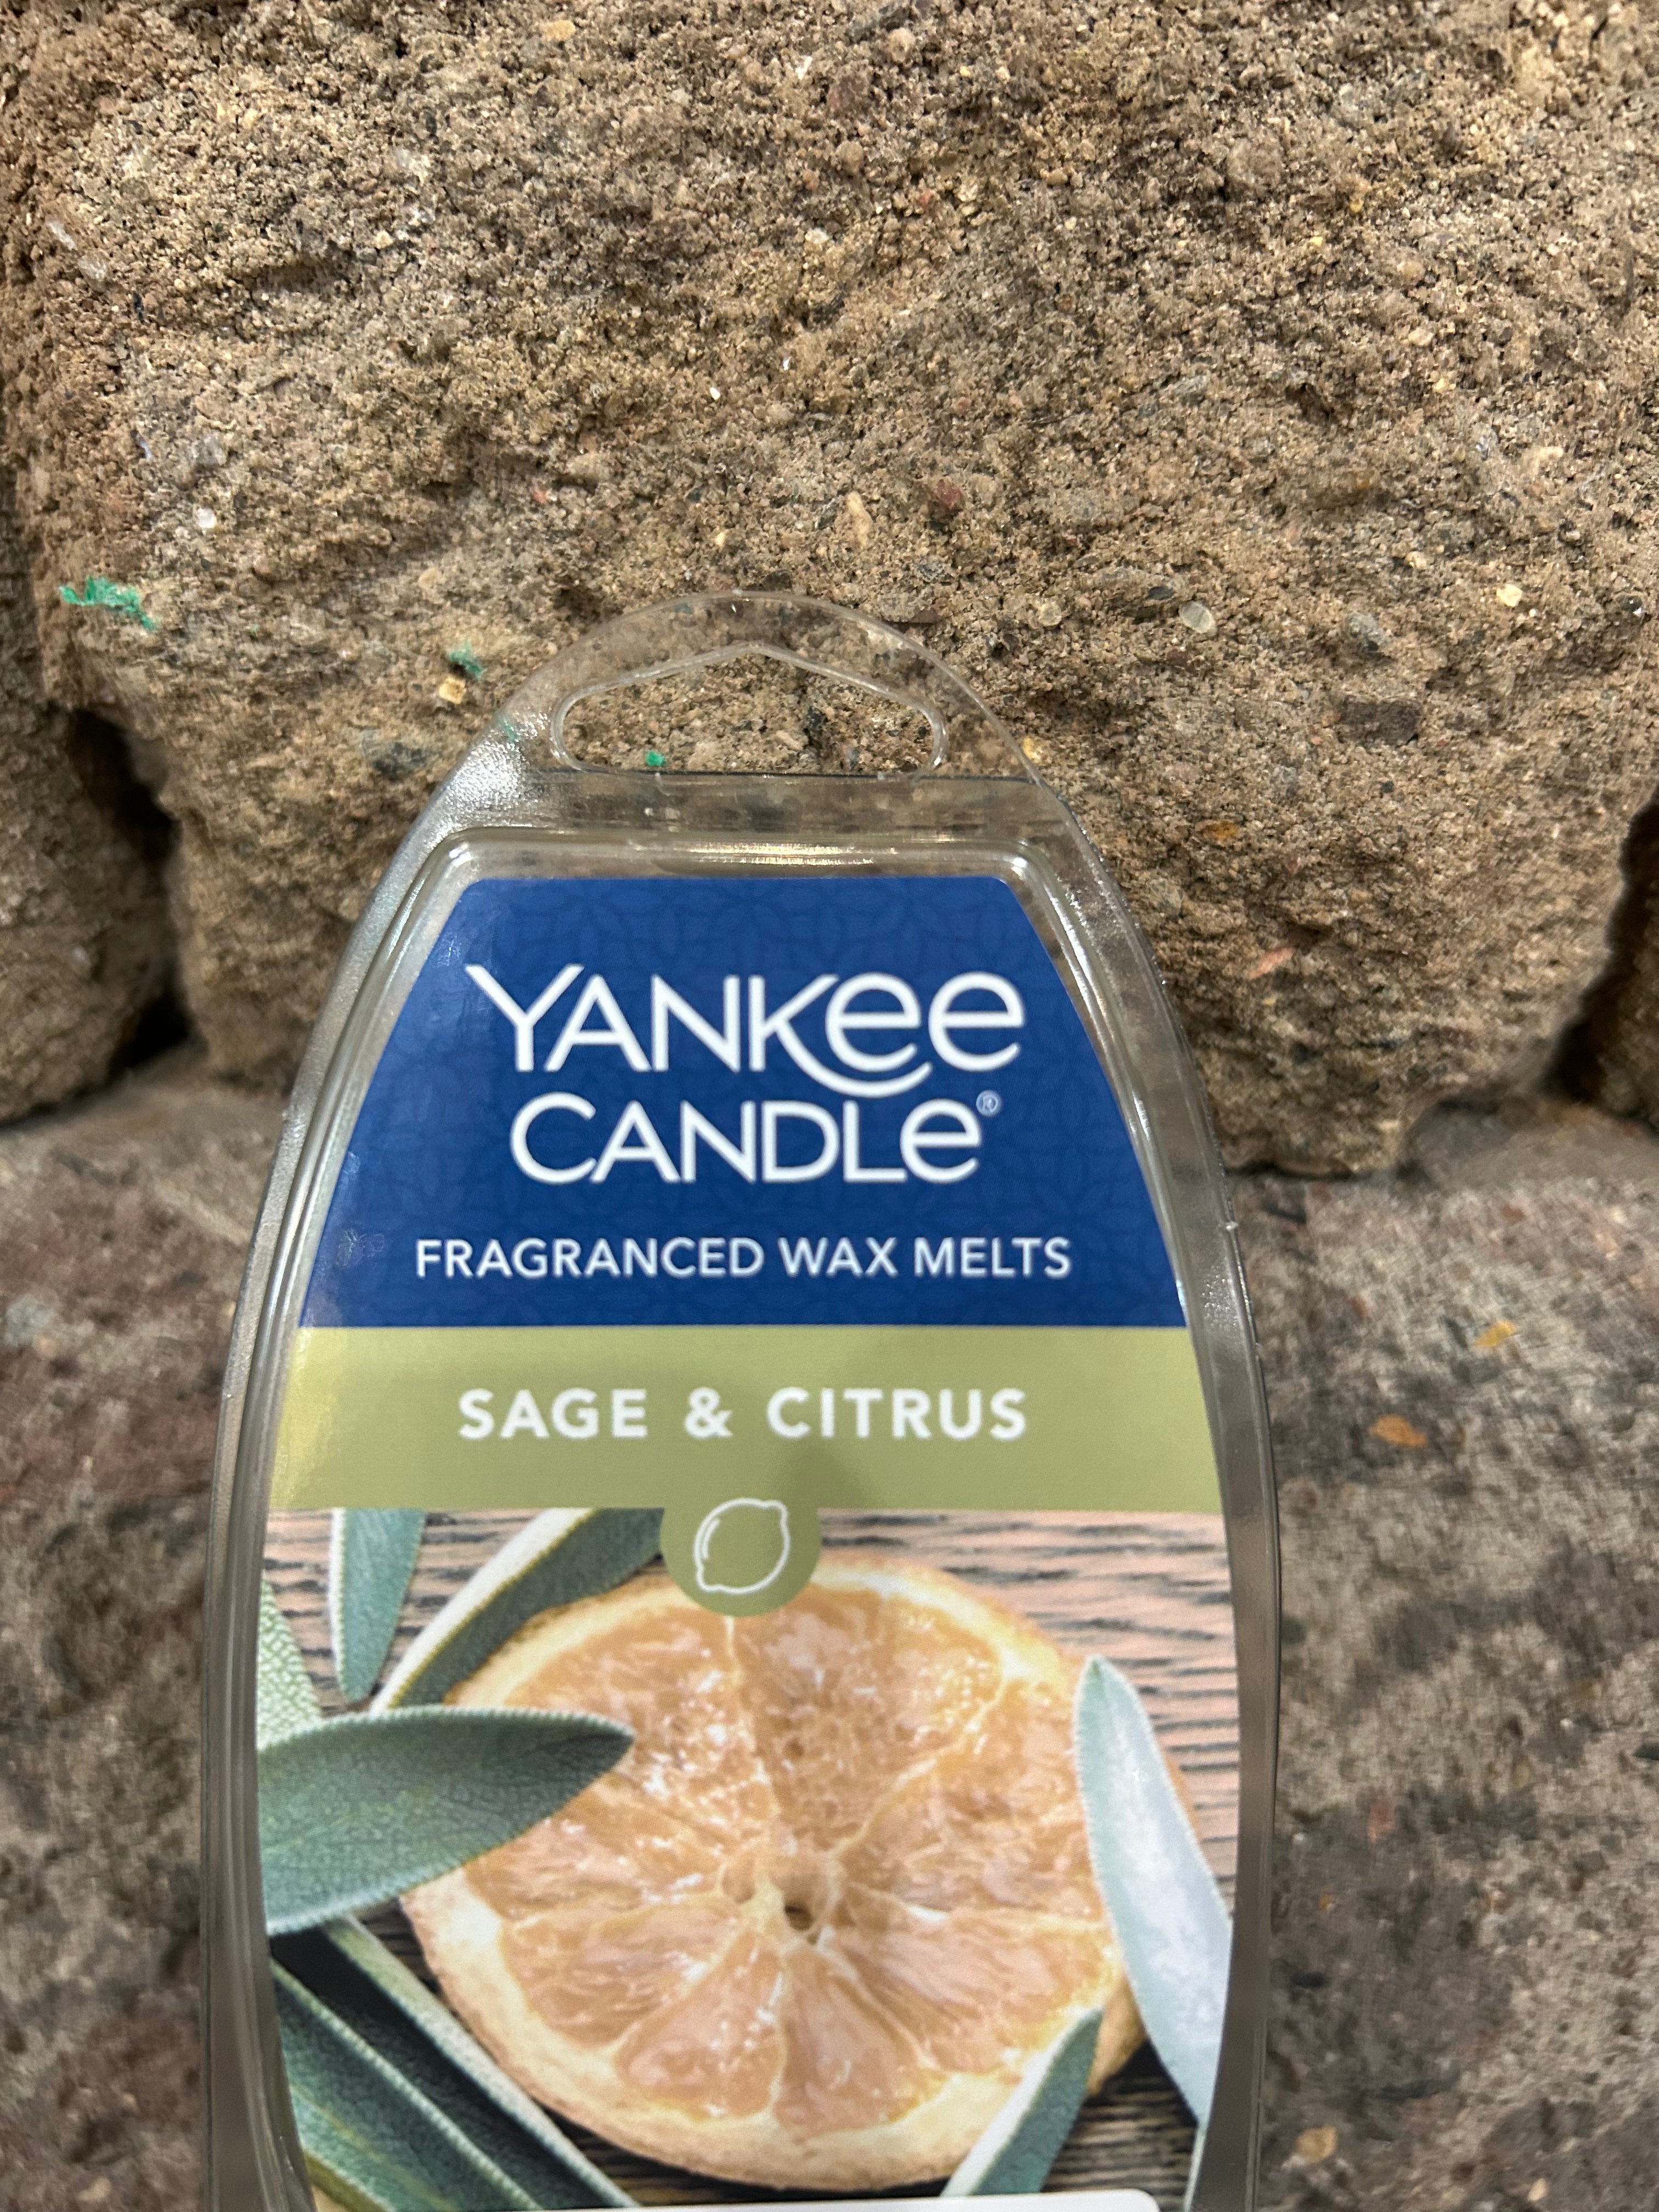 YANKee
CANDLe®
FRAGRANCED WAX MELTS
SAGE & CITRUS